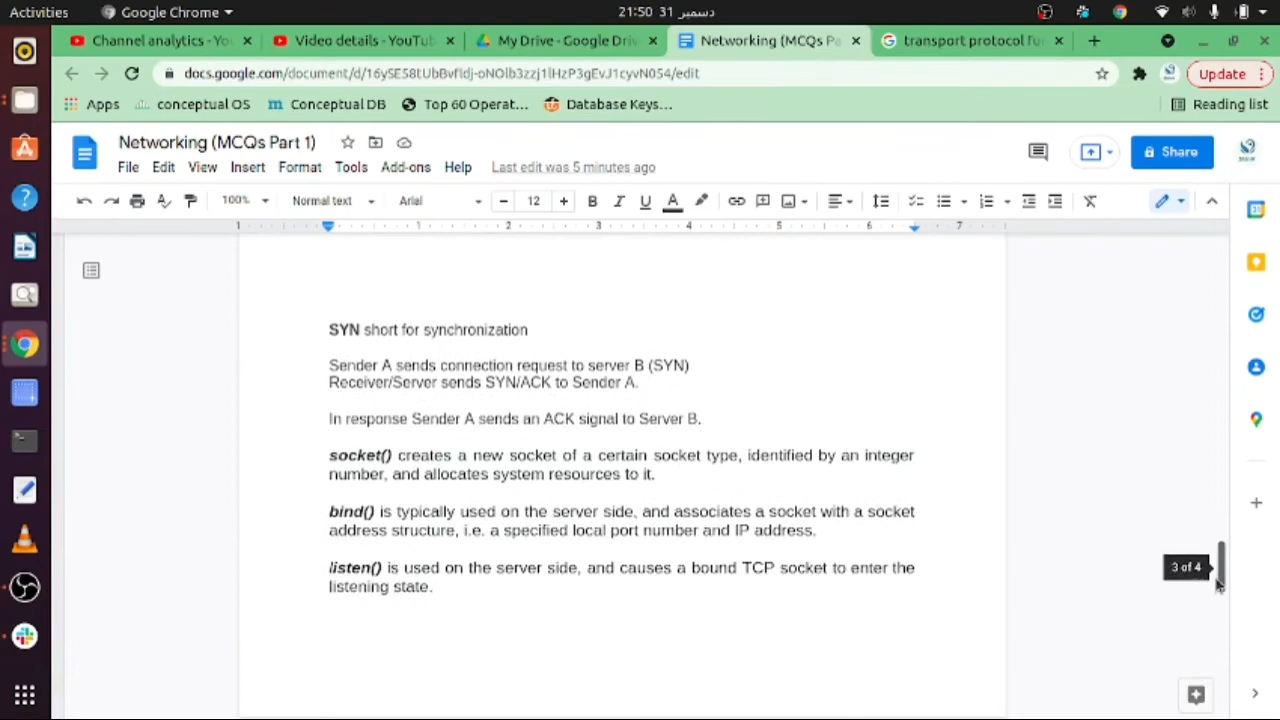 Activities Google Chrome 21:50 31 دسمبر
Channel analytics - Yo Video details - YouTub My Drive - Google Driv Networking (MCQs Pa transport protocol fu
docs.google.com/document/d/16ySE58tUbBvfIdj-oNOlb3zzj1lHzP3gEvJ1cyvN054/edit Update
Apps conceptual OS Conceptual DB Top 60 Operat... Database Keys... Reading list
Networking (MCQs Part 1)
File Edit View Insert Format Tools Add-ons Help Last edit was 5 minutes ago Share
100% Normal text Arial 12 B I U A
1 1 2 3 4 5 6 7
SYN short for synchronization
Sender A sends connection request to server B (SYN)
Receiver/Server sends SYN/ACK to Sender A.
In response Sender A sends an ACK signal to Server B.
socket() creates a new socket of a certain socket type, identified by an integer
number, and allocates system resources to it.
bind() is typically used on the server side, and associates a socket with a socket
address structure, i.e. a specified local port number and IP address.
listen() is used on the server side, and causes a bound TCP socket to enter the
listening state.
3 of 4